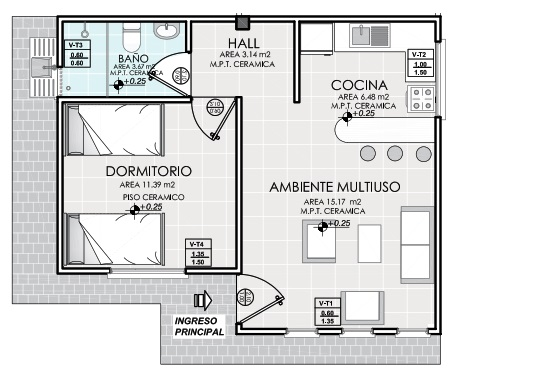 V-T3
0.60
0.60
BAÑO
AREA 3.67 m2
M.P.T. CERAMICA
+0.25
HALL
AREA 3.14 m2
M.P.T. CERAMICA
V-T2
1.00
1.50
COCINA
AREA 6.48 m2
M.P.T. CERAMICA
+0.25
DORMITORIO
AREA 11.39 m2
PISO CERAMICO
+0.25
AMBIENTE MULTIUSO
AREA 15.17 m2
M.P.T. CERAMICA
+0.25
V-T4
1.35
1.50
V-T1
0.60
1.35
INGRESO
PRINCIPAL